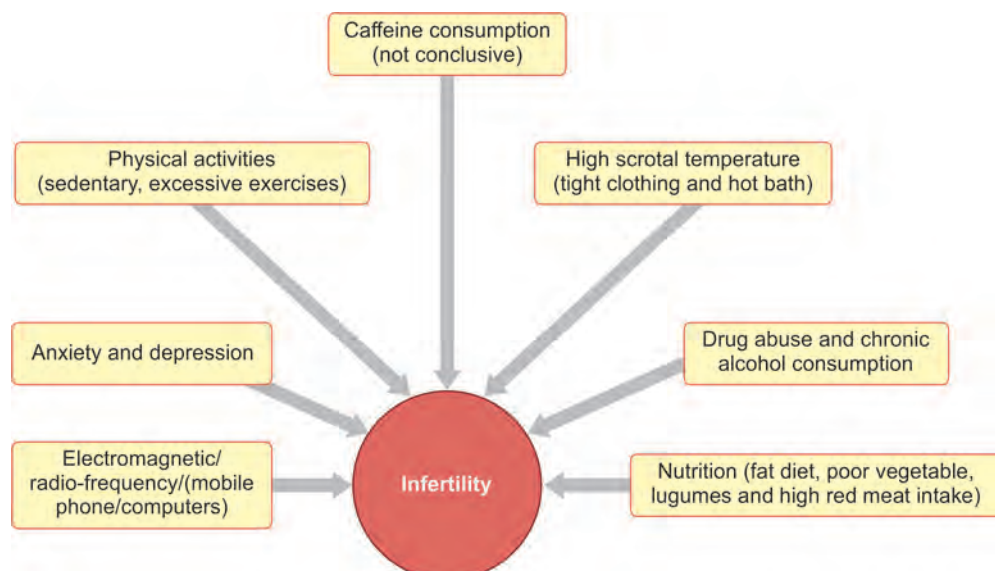 Caffeine consumption
(not conclusive)
Physical activities
(sedentary, excessive exercises)
High scrotal temperature
(tight clothing and hot bath)
Anxiety and depression
Drug abuse and chronic
alcohol consumption
Electromagnetic/
radio-frequency/(mobile
phone/computers)
Infertility
Nutrition (fat diet, poor vegetable,
lugumes and high red meat intake)